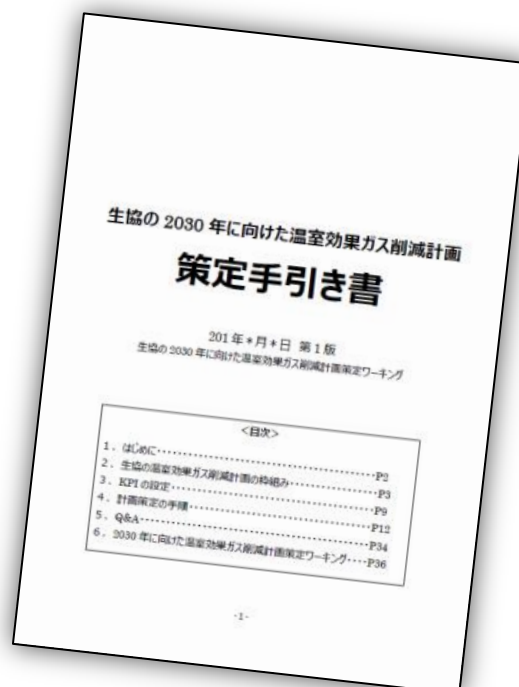 生協の 2030 年に向けた温室効果ガス削減計画
策定手引き書
201 年＊月＊日 第１版
生協の 2030 年に向けた温室効果ガス削減計画策定ワーキング
＜目次＞
１．はじめに･･････････････････････････････････P2
２．生協の温室効果ガス削減計画の枠組み･･････････････P3
３．KPI の設定･･･････････････････････････････P9
４．計画策定の手順･･･････････････････････････P12
５．Q&A･･･････････････････････････････････P34
６．2030 年に向けた温室効果ガス削減計画策定ワーキング････P36
-1-